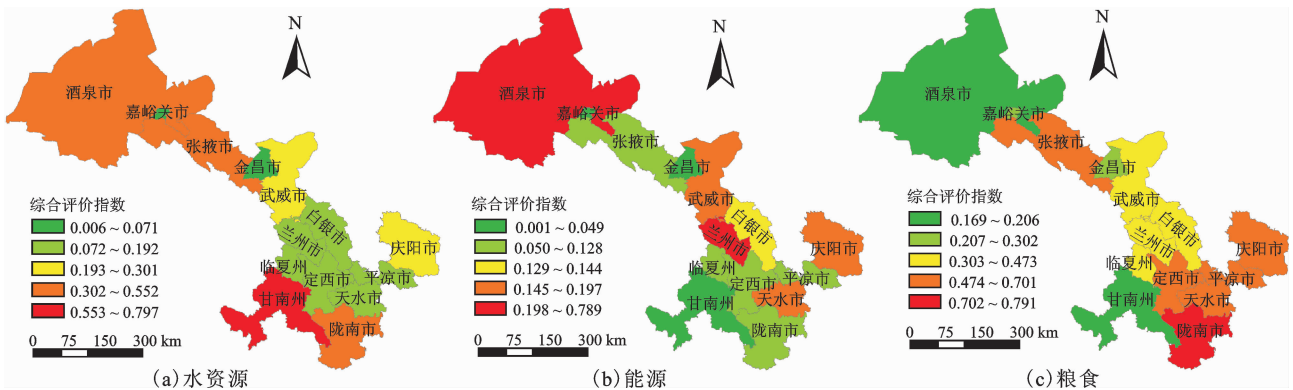 N
酒泉市
嘉峪关市
张掖市
金昌市
武威市
白银市
兰州市
临夏州
定西市
平凉市
庆阳市
天水市
甘南州
陇南市
综合评价指数
0.006～0.071
0.072～0.192
0.193～0.301
0.302～0.552
0.553～0.797
0 75 150 300 km
(a)水资源
N
酒泉市
嘉峪关市
张掖市
金昌市
武威市
白银市
兰州市
临夏州
定西市
平凉市
庆阳市
天水市
甘南州
陇南市
综合评价指数
0.001～0.049
0.050～0.128
0.129～0.144
0.145～0.197
0.198～0.789
0 75 150 300 km
(b)能源
N
酒泉市
嘉峪关市
张掖市
金昌市
武威市
白银市
兰州市
临夏州
定西市
平凉市
庆阳市
天水市
甘南州
陇南市
综合评价指数
0.169～0.206
0.207～0.302
0.303～0.473
0.474～0.701
0.702～0.791
0 75 150 300 km
(c)粮食